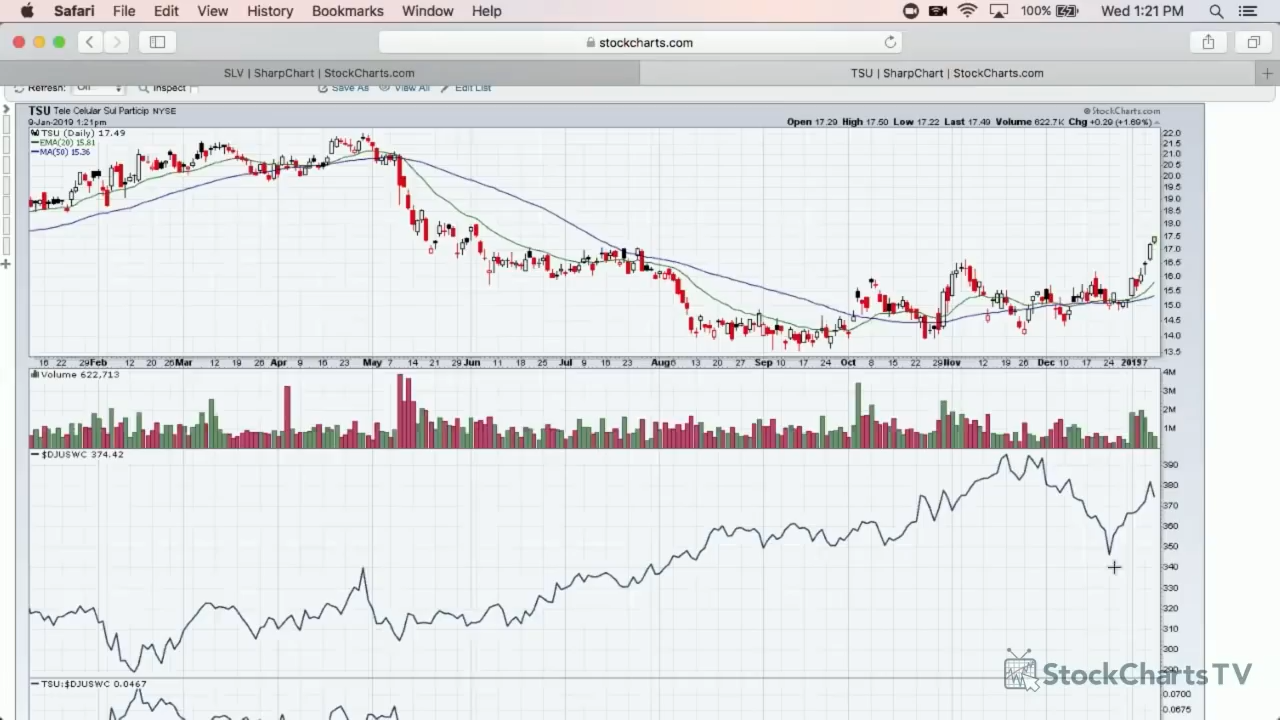 Safari File Edit View History Bookmarks Window Help 100% Wed 1:21 PM
stockcharts.com
SLV | SharpChart | StockCharts.com TSU | SharpChart | StockCharts.com
Refresh: Off Inspect Save As View All Edit List
TSU Tele Celular Sul Particip NYSE © StockCharts.com
9-Jan-2019 1:21pm Open 17.29 High 17.50 Low 17.22 Last 17.49 Volume 622.7K Chg +0.29 (+1.69%)
TSU (Daily) 17.49
EMA(20) 15.81
MA(50) 15.36
22.0
21.5
21.0
20.5
20.0
19.5
19.0
18.5
18.0
17.5
17.0
16.5
16.0
15.5
15.0
14.5
14.0
13.5
16 22 29 Feb 12 20 26 Mar 12 19 26 Apr 9 16 23 May 7 14 21 29 Jun 11 18 25 Jul 9 16 23 Aug 6 13 20 27 Sep 10 17 24 Oct 8 15 22 29 Nov 12 19 26 Dec 10 17 24 2019 7
Volume 622,713
4M
3M
2M
1M
$DJUSWC 374.42
390
380
370
360
350
340
330
320
310
300
290
StockChartsTV
TSU:$DJUSWC 0.0467
0.0700
0.0675